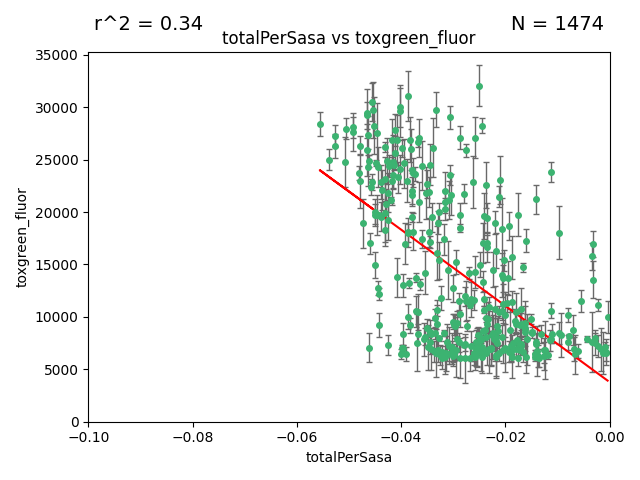 r^2 = 0.34
N = 1474
totalPerSasa vs toxgreen_fluor
35000
30000
25000
20000
15000
10000
5000
0
toxgreen_fluor
−0.10
−0.08
−0.06
−0.04
−0.02
0.00
totalPerSasa